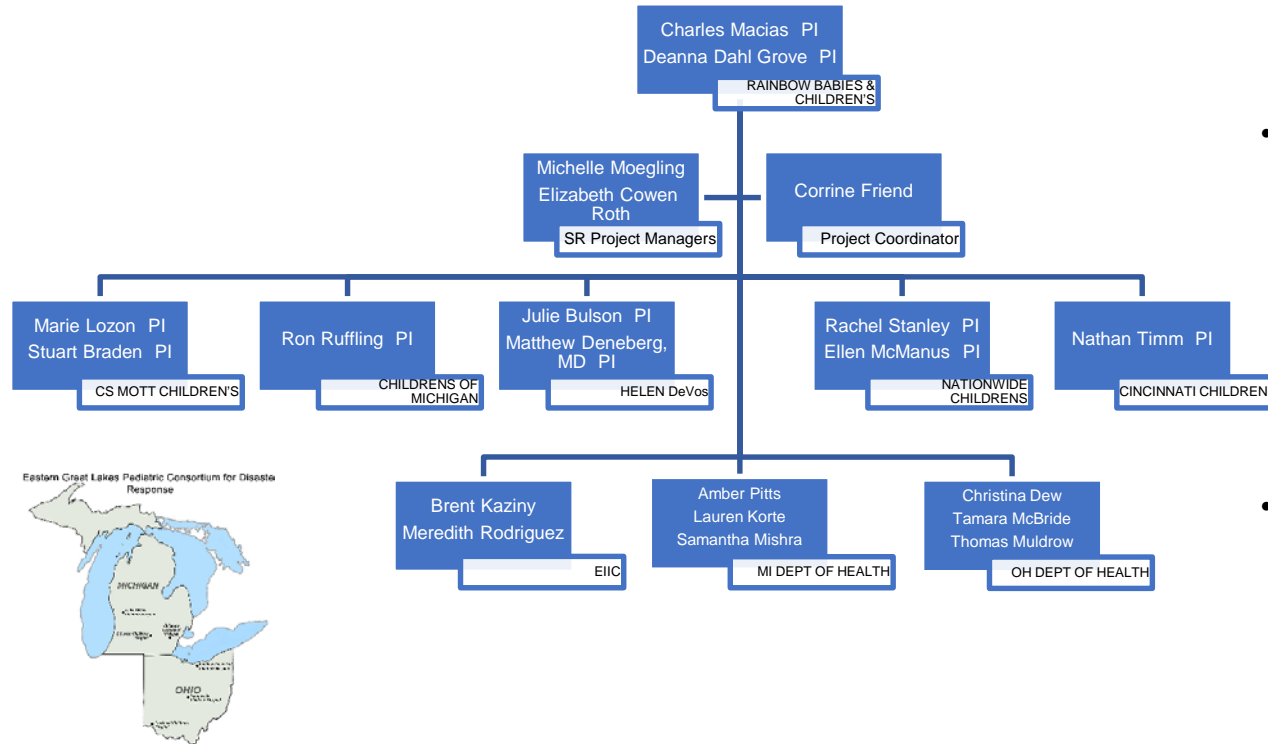 Charles Macias PI
Deanna Dahl Grove PI
RAINBOW BABIES &
CHILDREN'S
•
Michelle Moegling
Elizabeth Cowen
Roth
SR Project Managers
Corrine Friend
Project Coordinator
Marie Lozon PI
Stuart Braden PI
CS MOTT CHILDREN'S
Ron Ruffling PI
CHILDRENS OF
MICHIGAN
Julie Bulson PI
Matthew Deneberg,
MD PI
HELEN DeVos
Rachel Stanley PI
Ellen McManus PI
NATIONWIDE
CHILDRENS
Nathan Timm PI
CINCINNATI CHILDREN
Brent Kaziny
Meredith Rodriguez
EIIC
Amber Pitts
Lauren Korte
Samantha Mishra
MI DEPT OF HEALTH
Christina Dew
Tamara McBride
Thomas Muldrow
OH DEPT OF HEALTH
•
Eastern Great Lakes Pediatric Consortium for Disaste
Response
MICHIGAN
OHIO